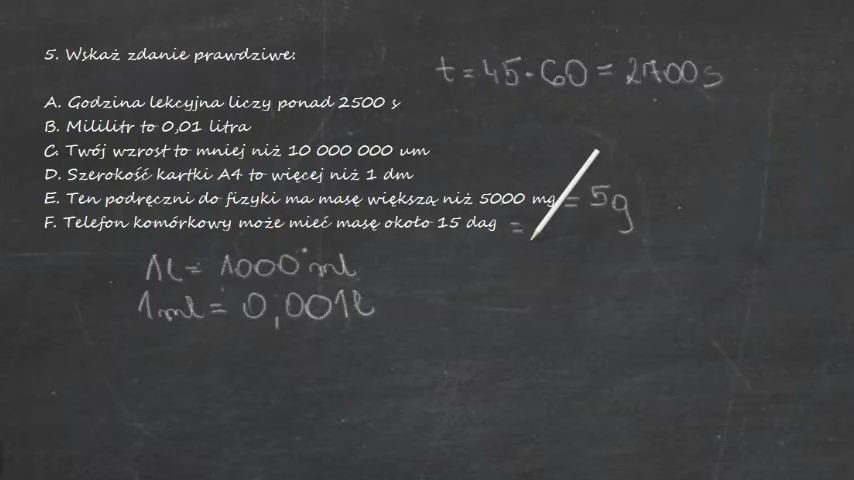 5. Wskaż zdanie prawdziwe:
t = 45 · 60 = 2700 s
A. Godzina lekcyjna liczy ponad 2500 s
B. Mililitr to 0,01 litra
C. Twój wzrost to mniej niż 10 000 000 um
D. Szerokość kartki A4 to więcej niż 1 dm
E. Ten podręczni do fizyki ma masę większą niż 5000 mg = 5g
F. Telefon komórkowy może mieć masę około 15 dag =
1l = 1000 ml
1ml = 0,001l